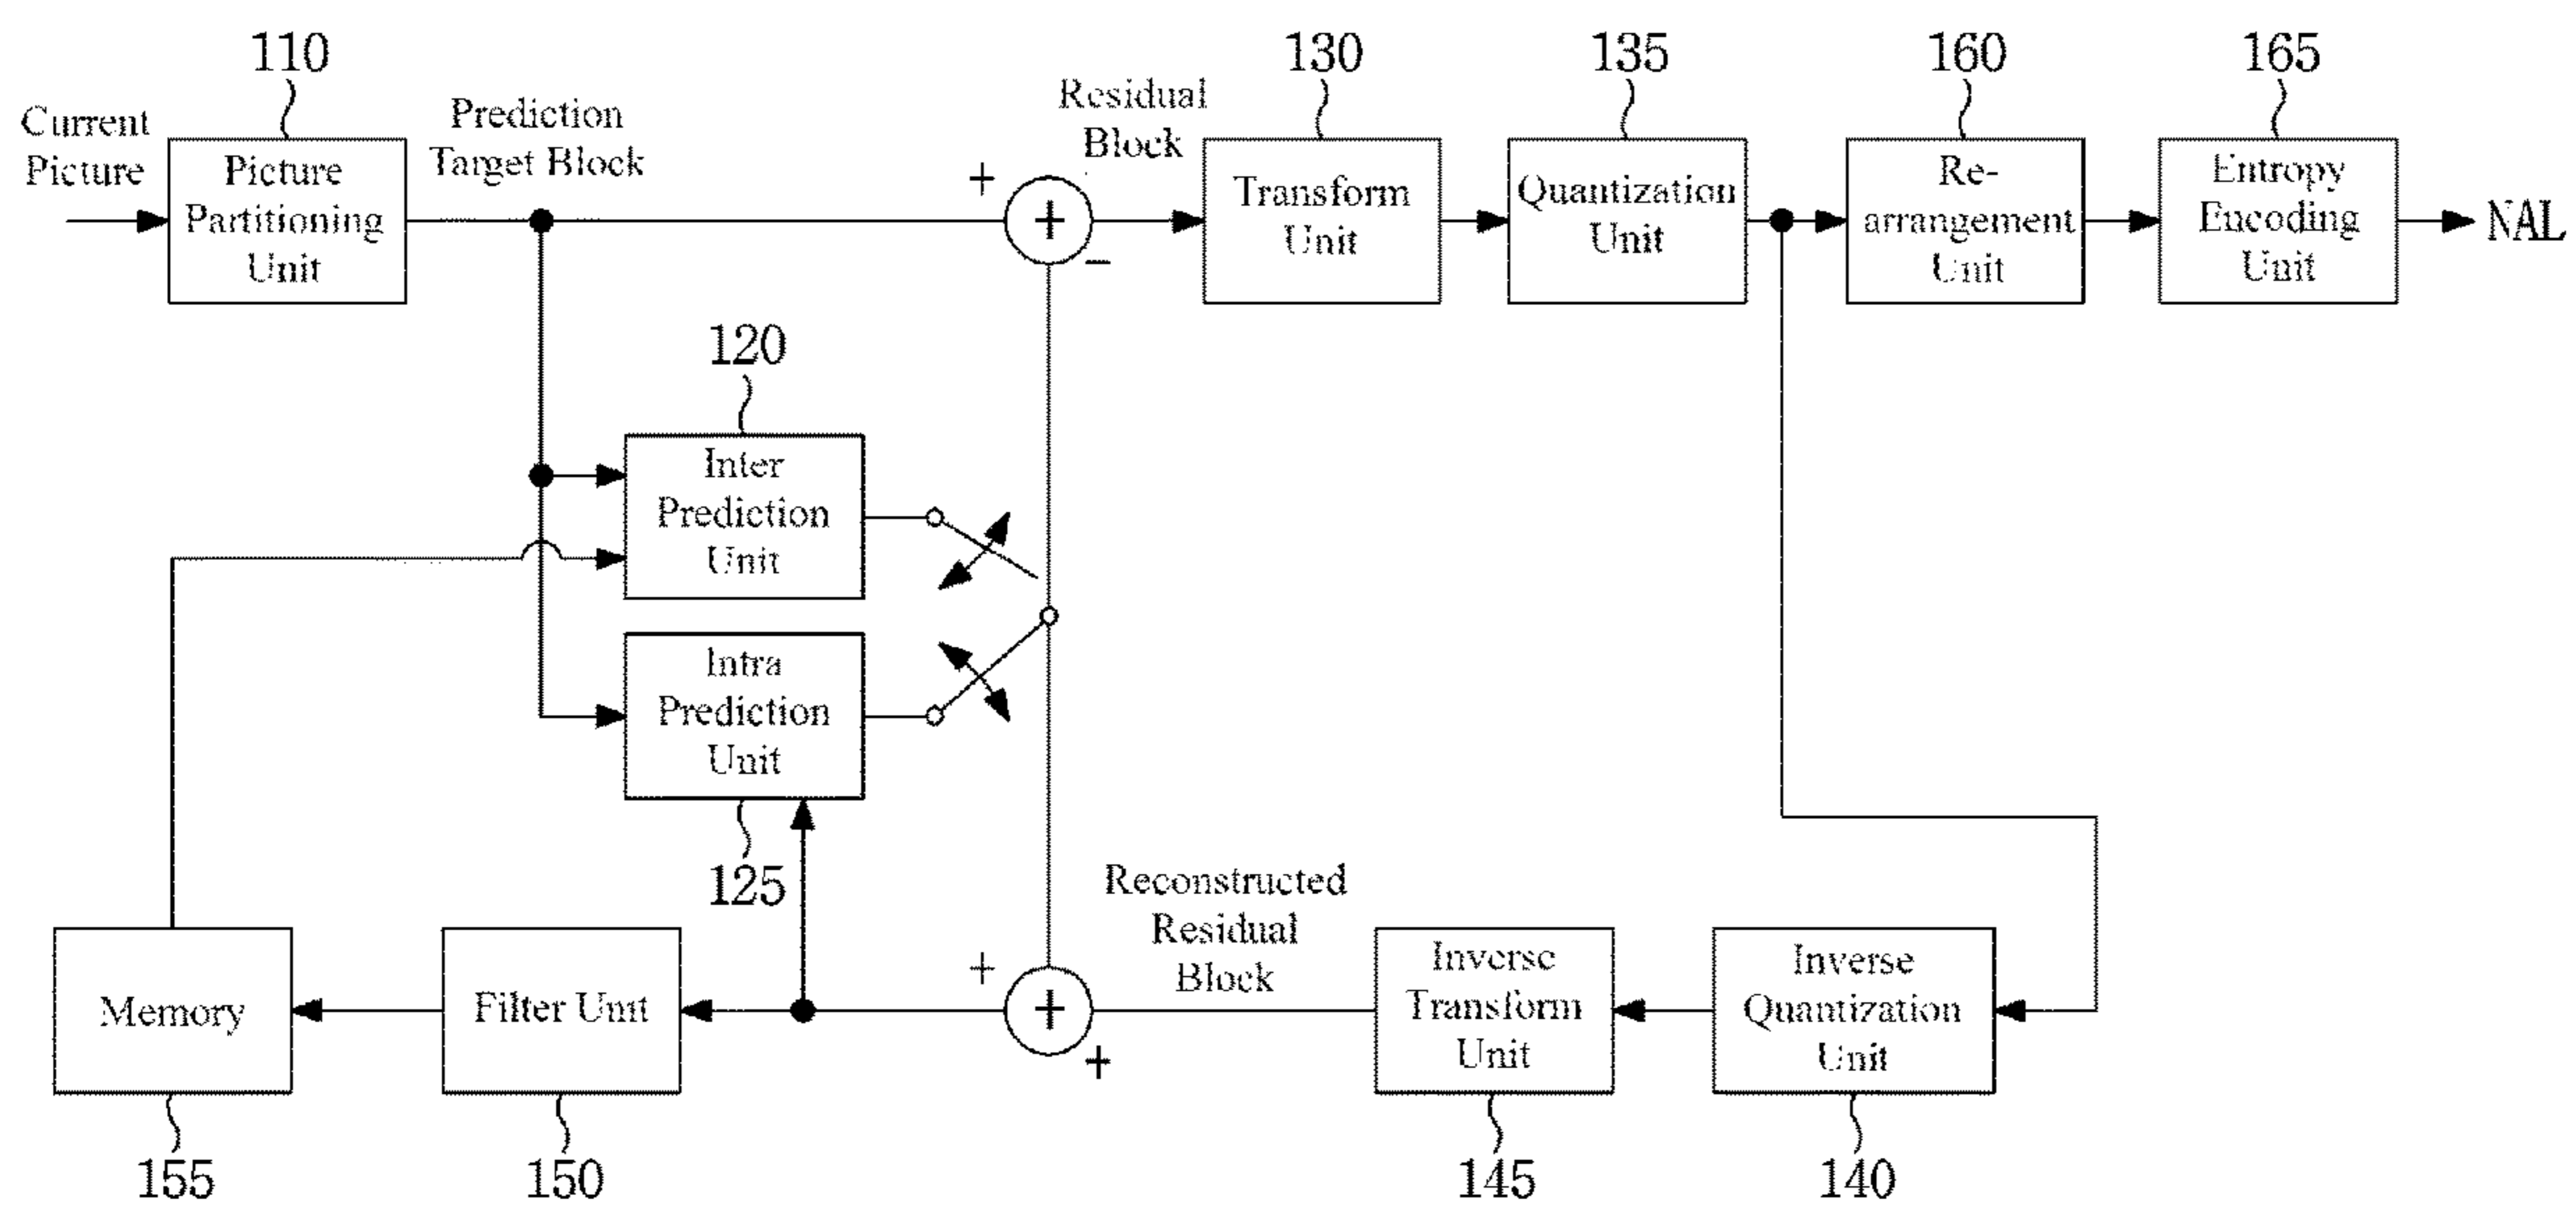 110
130
135
160
165
Current
Picture
Picture
Partitioning
Unit
Prediction
Target Block
+
+
−
Residual
Block
Transform
Unit
Quantization
Unit
Re-
arrangement
Unit
Entropy
Encoding
Unit
NAL
120
Inter
Prediction
Unit
Intra
Prediction
Unit
125
Memory
155
Filter Unit
150
+
+
+
Reconstructed
Residual
Block
Inverse
Transform
Unit
145
Inverse
Quantization
Unit
140